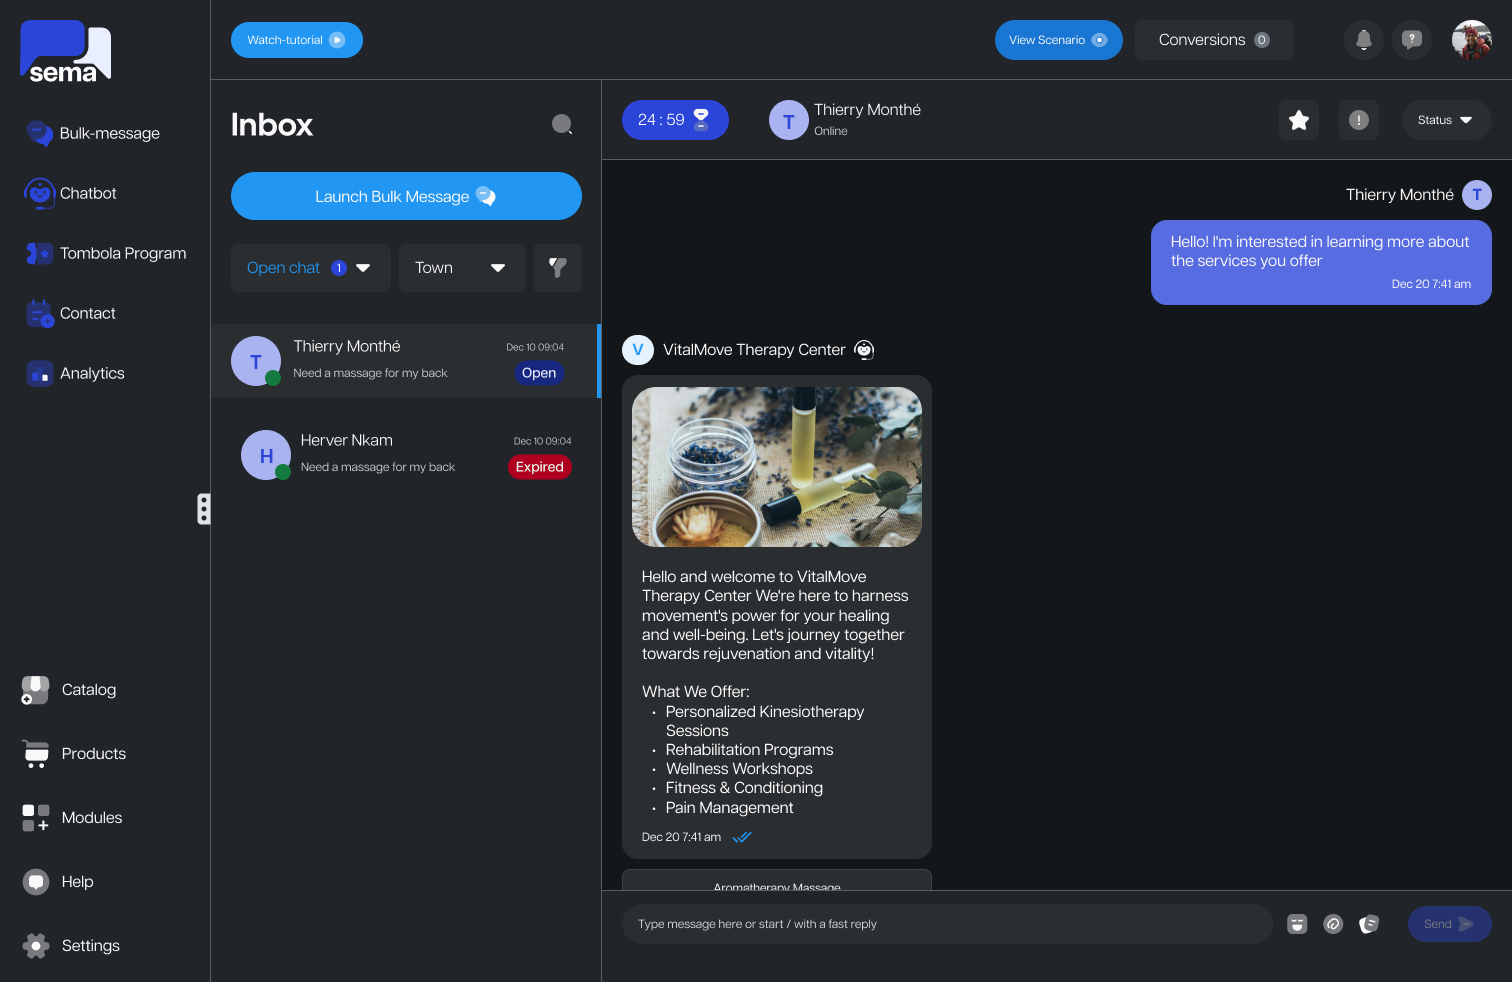 sema
Watch-tutorial
View Scenario
Conversions 0
?
Bulk-message
Chatbot
Tombola Program
Contact
Analytics
Catalog
Products
Modules
Help
Settings
Inbox
Launch Bulk Message
Open chat 1
Town
T
Thierry Monthé
Dec 10 09:04
Need a massage for my back
Open
H
Herver Nkam
Dec 10 09:04
Need a massage for my back
Expired
24 : 59
T
Thierry Monthé
Online
!
Status
Thierry Monthé
T
Hello! I'm interested in learning more about
the services you offer
Dec 20 7:41 am
V
VitalMove Therapy Center
Hello and welcome to VitalMove
Therapy Center We're here to harness
movement's power for your healing
and well-being. Let's journey together
towards rejuvenation and vitality!
What We Offer:
• Personalized Kinesiotherapy
Sessions
• Rehabilitation Programs
• Wellness Workshops
• Fitness & Conditioning
• Pain Management
Dec 20 7:41 am
Aromatherapy Massage
Type message here or start / with a fast reply
Send